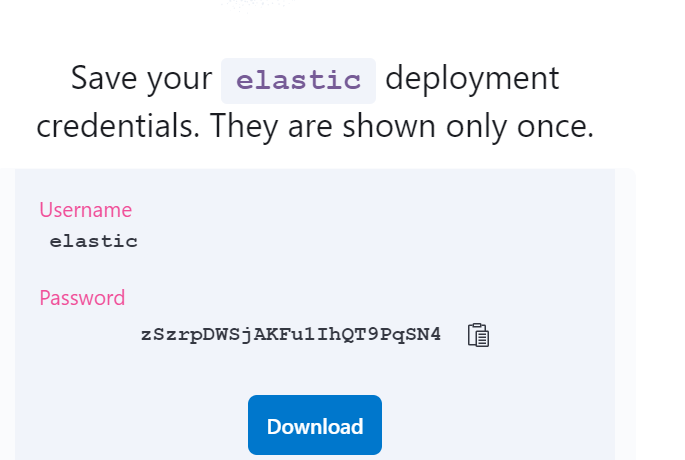 Save your elastic deployment
credentials. They are shown only once.
Username
elastic
Password
zSzrpDWSjAKFu1IhQT9PqSN4
Download